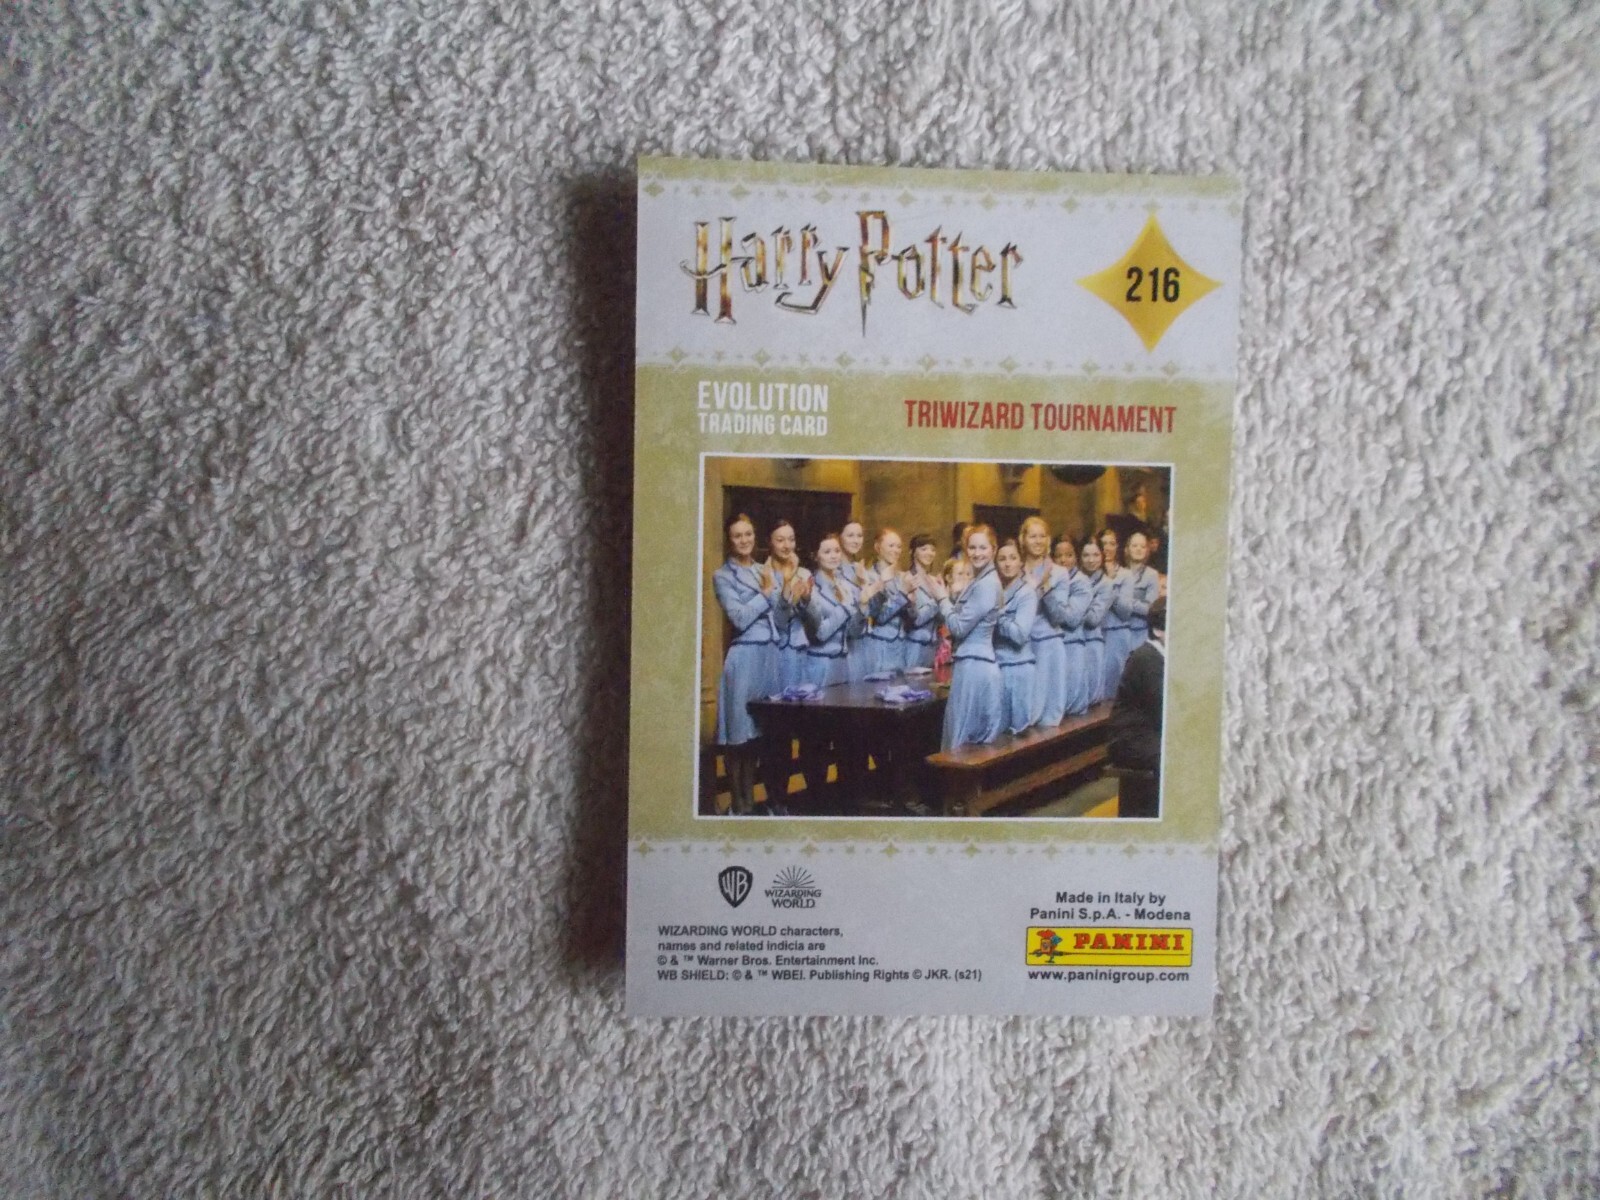 Harry Potter
216
EVOLUTION
TRADING CARD
TRIWIZARD TOURNAMENT
WB
WIZARDING
WORLD
WIZARDING WORLD characters,
names and related indicia are
© & ™ Warner Bros. Entertainment Inc.
WB SHIELD: © & ™ WBEI. Publishing Rights © JKR. (s21)
Made in Italy by
Panini S.p.A. - Modena
PANINI
www.paninigroup.com